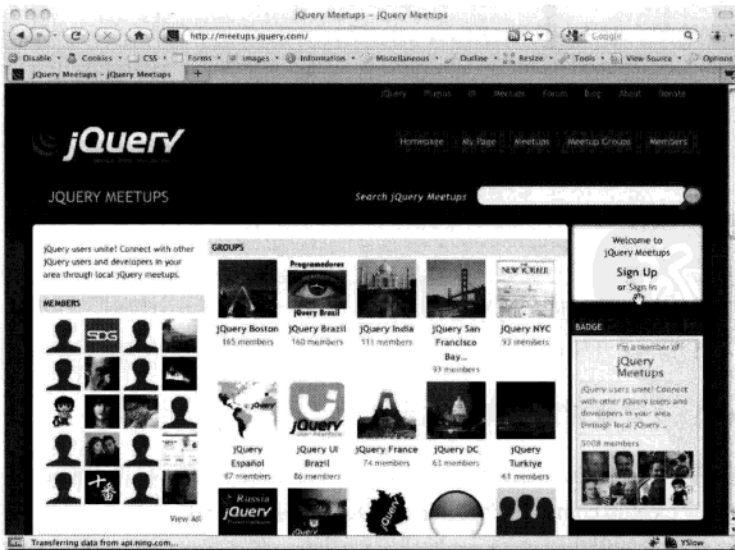 jQuery Meetups – jQuery Meetups
http://meetups.jquery.com/
Google
Disable Cookies CSS Forms Images Information Miscellaneous Outline Resize Tools View Source Options
jQuery Meetups – jQuery Meetups
jQuery Plugins UI Meetups Forum Blog About Donate
jQuery
Homepage My Page Meetups Meetup Groups Members
JQUERY MEETUPS
Search jQuery Meetups
jQuery users unite! Connect with other
jQuery users and developers in your
area through local jQuery meetups.
MEMBERS
SDG
View All
GROUPS
Programadores
jQuery Brasil
NEW YORKER
jQuery Boston
165 members
jQuery Brazil
160 members
jQuery India
111 members
jQuery San
Francisco
Bay...
93 members
jQuery NYC
93 members
jQuery
jQuery
jQuery
Español
87 members
jQuery UI
Brazil
86 members
jQuery France
74 members
jQuery DC
63 members
jQuery
Turkiye
61 members
Russia
jQuery
Welcome to
jQuery Meetups
Sign Up
or Sign In
BADGE
I'm a member of
jQuery
Meetups
jQuery users unite! Connect
with other jQuery users and
developers in your area
through local jQuery...
5008 members
Transferring data from api.ning.com...
YSlow